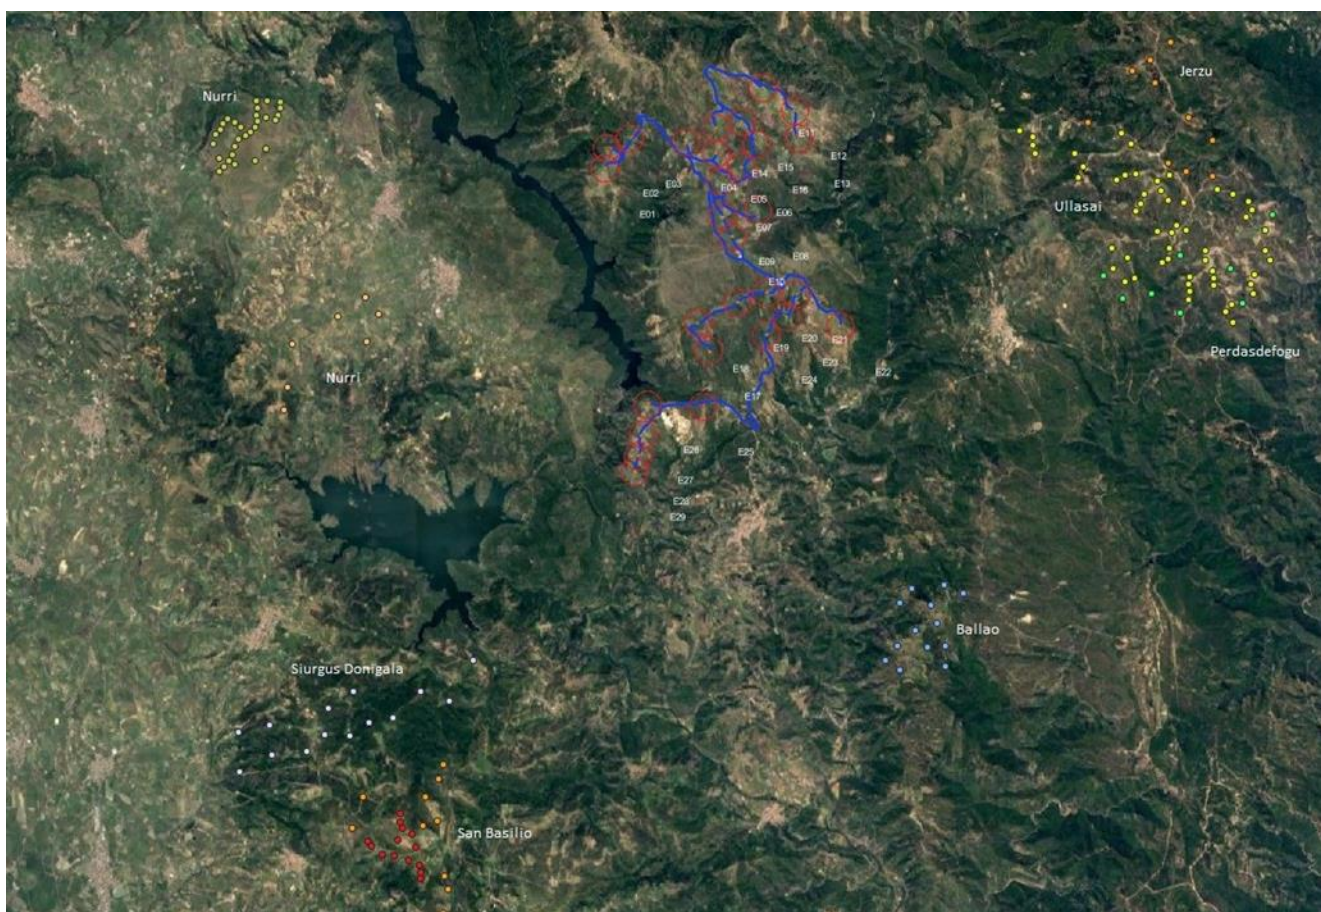 Jerzu
Nurri
E11
E12
E15
E14
E13
E03
E04
E16
E02
E05
Ullasai
E01
E06
E07
E08
E09
E10
E20
E21
E19
Perdasdefogu
E23
E18
E22
Nurri
E24
E17
E26
E25
E27
E28
E29
Ballao
Siurgus Donigala
San Basilio